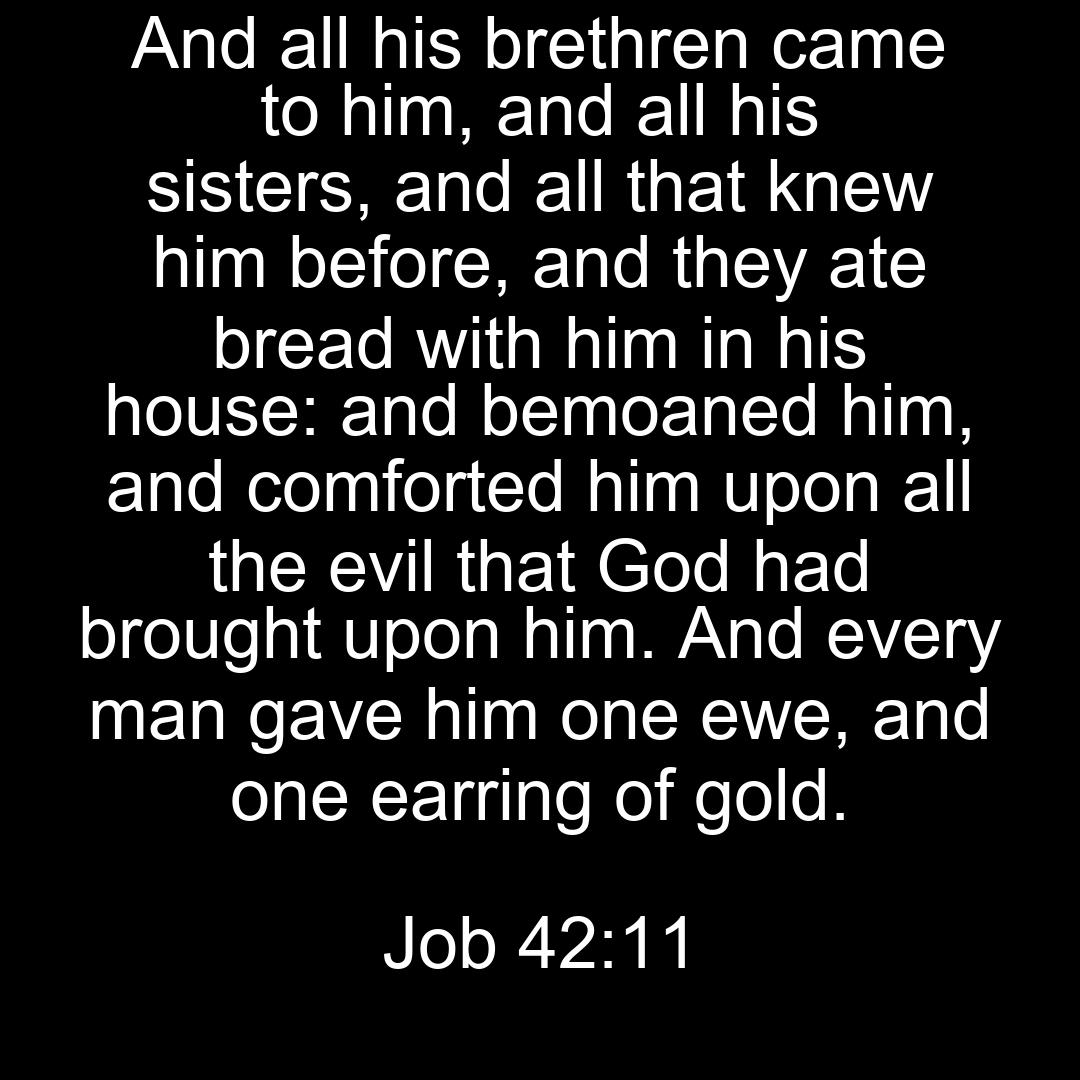 And all his brethren came
to him, and all his
sisters, and all that knew
him before, and they ate
bread with him in his
house: and bemoaned him,
and comforted him upon all
the evil that God had
brought upon him. And every
man gave him one ewe, and
one earring of gold.
Job 42:11